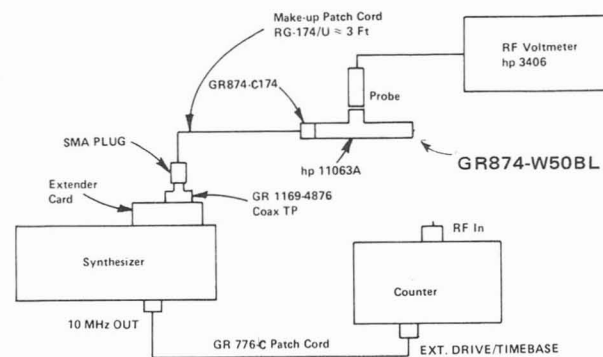 Make-up Patch Cord
RG-174/U ≈ 3 Ft
RF Voltmeter
hp 3406
GR874-C174
Probe
SMA PLUG
hp 11063A
GR874-W50BL
Extender
Card
GR 1169-4876
Coax TP
RF In
Synthesizer
Counter
10 MHz OUT
GR 776-C Patch Cord
EXT. DRIVE/TIMEBASE